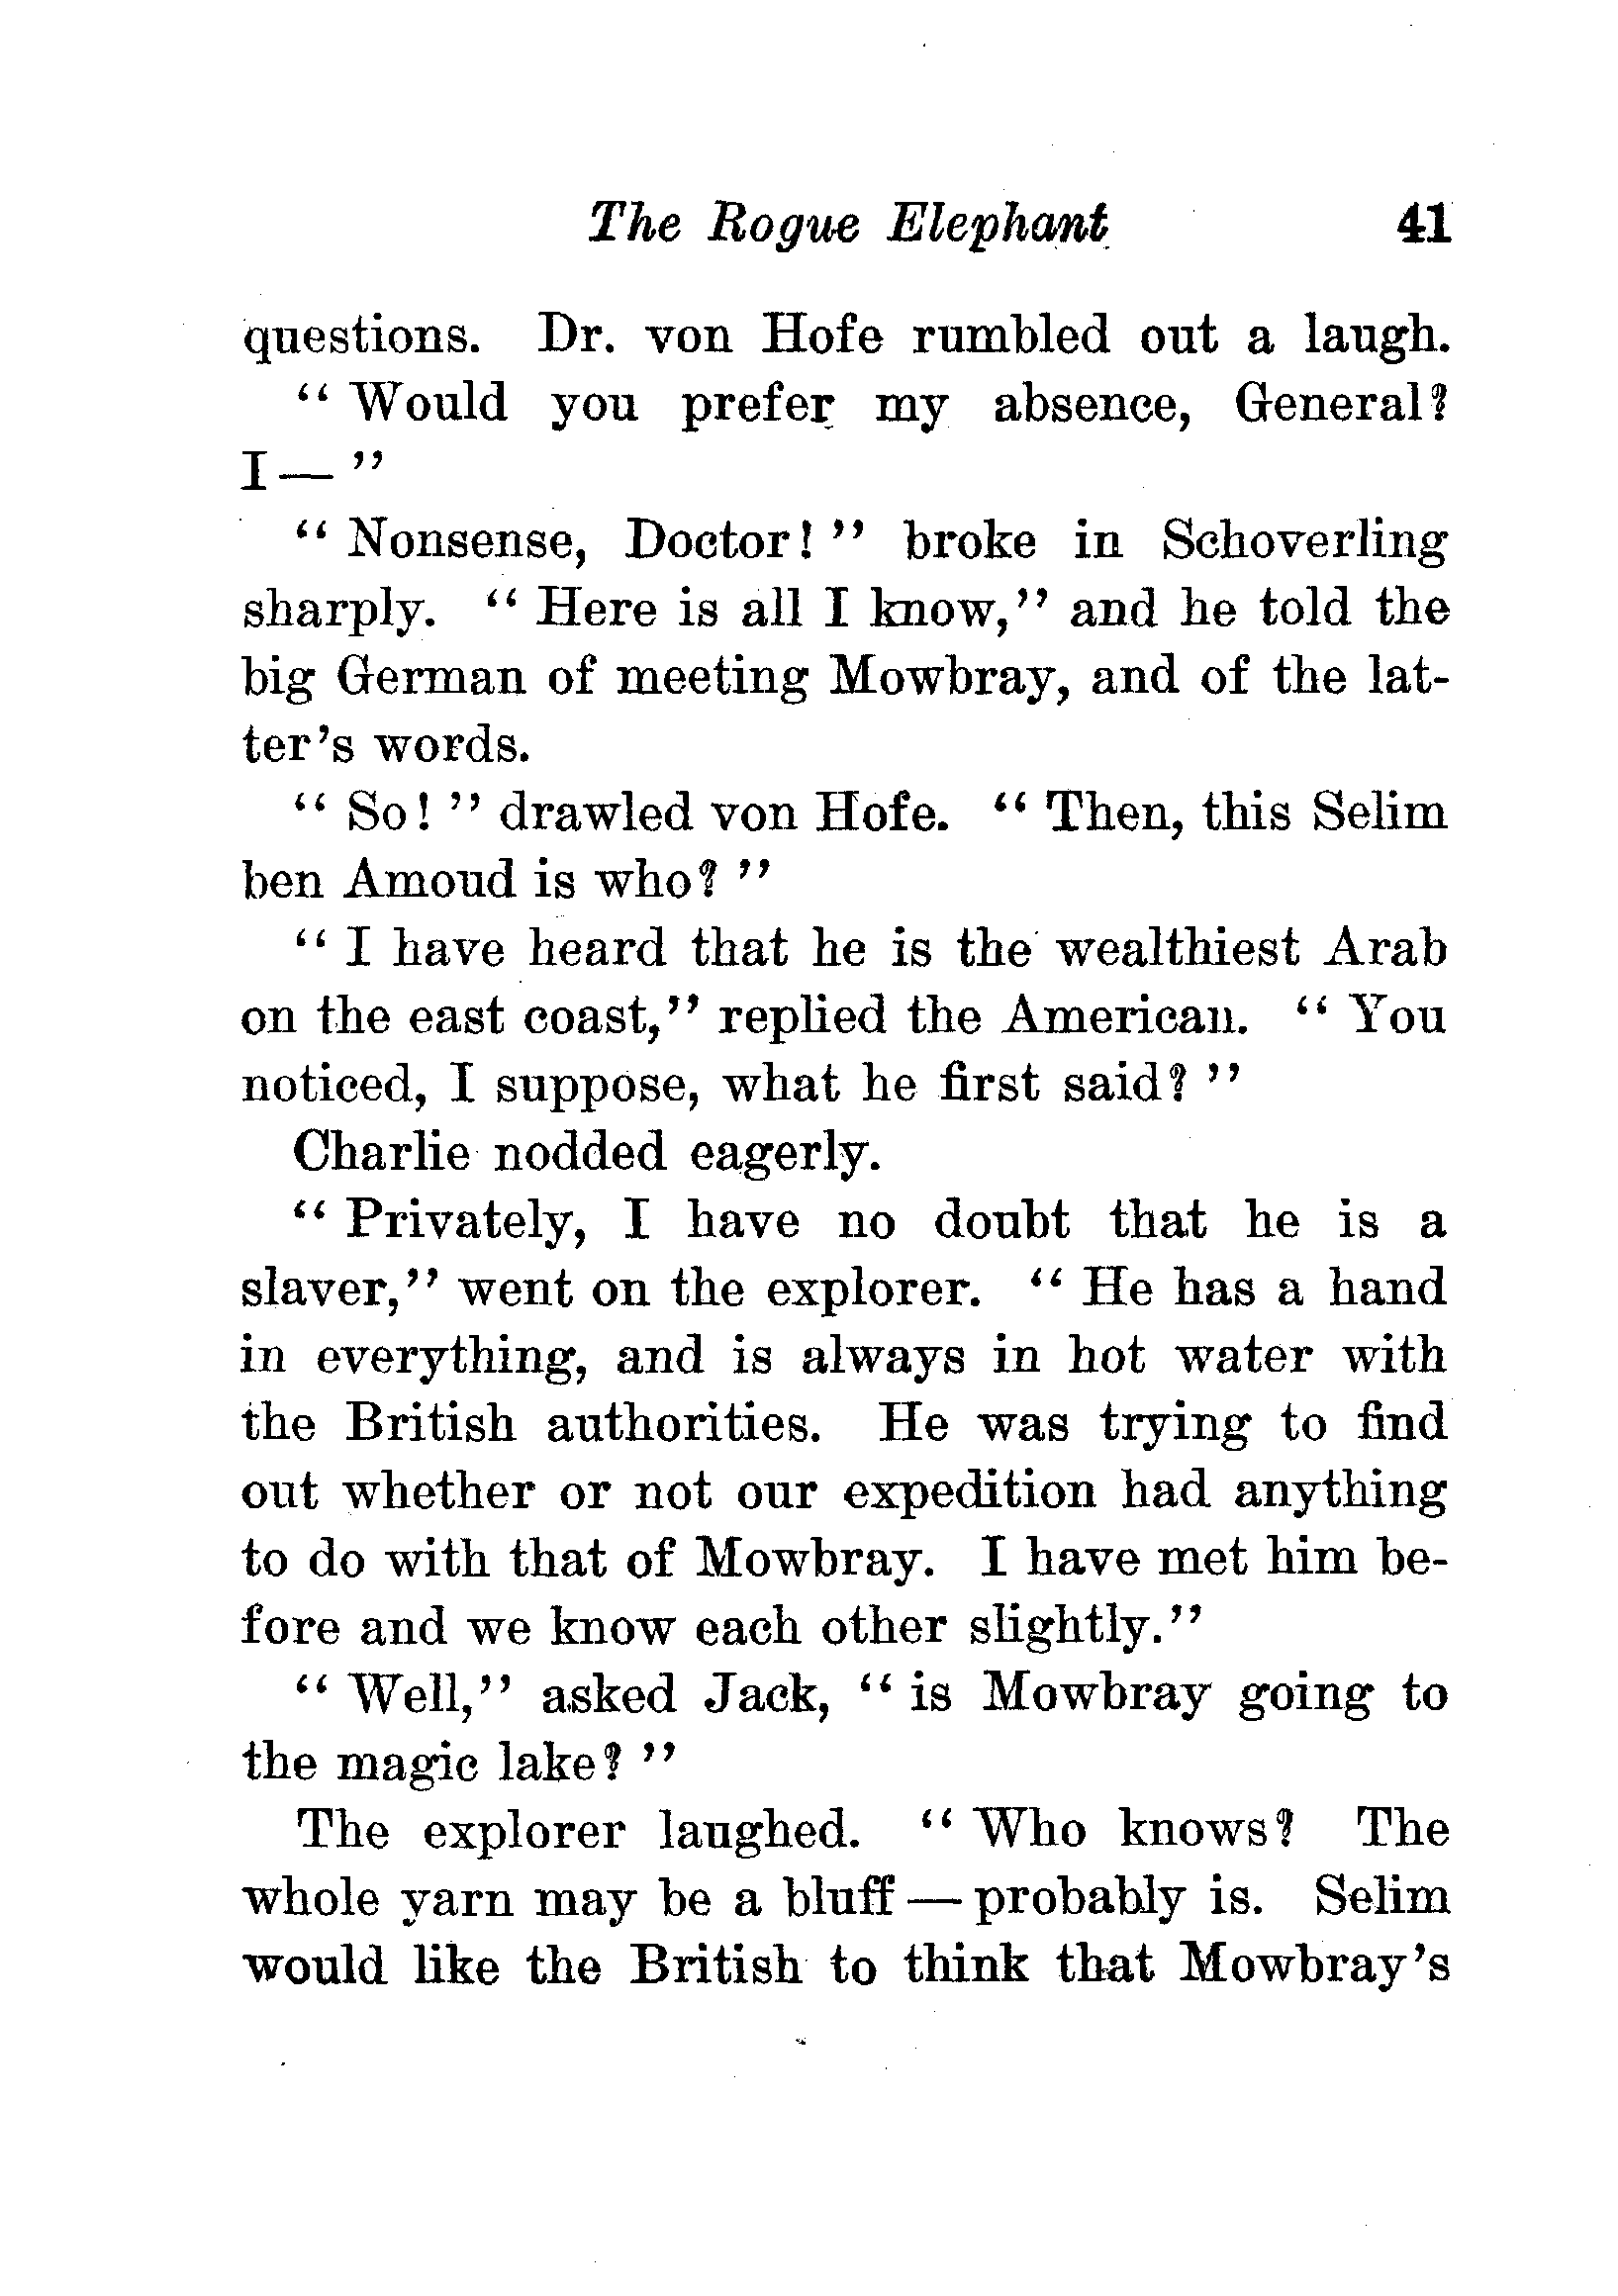 The Rogue Elephant 41
questions. Dr. von Hofe rumbled out a laugh.
“ Would you prefer my absence, General?
I — ”
“ Nonsense, Doctor! ” broke in Schoverling
sharply. “ Here is all I know,” and he told the
big German of meeting Mowbray, and of the lat-
ter’s words.
“ So! ” drawled von Hofe. “ Then, this Selim
ben Amoud is who? ”
“ I have heard that he is the wealthiest Arab
on the east coast,” replied the American. “ You
noticed, I suppose, what he first said? ”
Charlie nodded eagerly.
“ Privately, I have no doubt that he is a
slaver,” went on the explorer. “ He has a hand
in everything, and is always in hot water with
the British authorities. He was trying to find
out whether or not our expedition had anything
to do with that of Mowbray. I have met him be-
fore and we know each other slightly.”
“ Well,” asked Jack, “ is Mowbray going to
the magic lake? ”
The explorer laughed. “ Who knows? The
whole yarn may be a bluff — probably is. Selim
would like the British to think that Mowbray’s